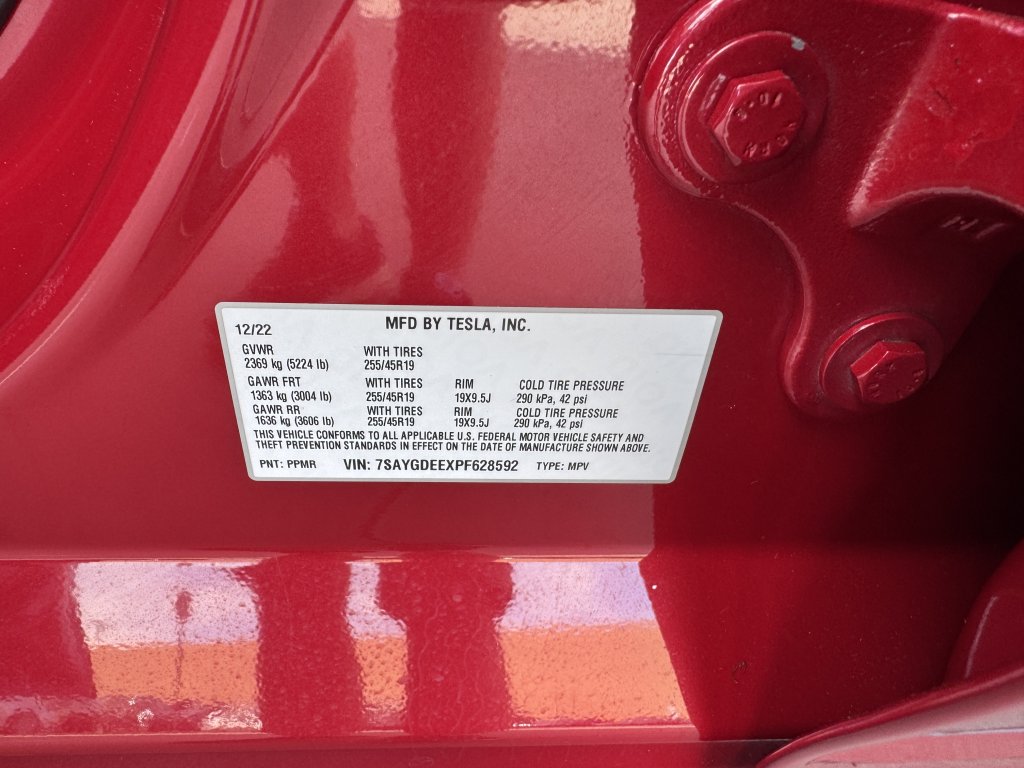 12/22 MFD BY TESLA, INC.
GVWR WITH TIRES
2369 kg (5224 lb) 255/45R19
GAWR FRT WITH TIRES RIM COLD TIRE PRESSURE
1363 kg (3004 lb) 255/45R19 19X9.5J 290 kPa, 42 psi
GAWR RR WITH TIRES RIM COLD TIRE PRESSURE
1636 kg (3606 lb) 255/45R19 19X9.5J 290 kPa, 42 psi
THIS VEHICLE CONFORMS TO ALL APPLICABLE U.S. FEDERAL MOTOR VEHICLE SAFETY AND
THEFT PREVENTION STANDARDS IN EFFECT ON THE DATE OF MANUFACTURE SHOWN ABOVE.
PNT: PPMR VIN: 7SAYGDEEXPF628592 TYPE: MPV